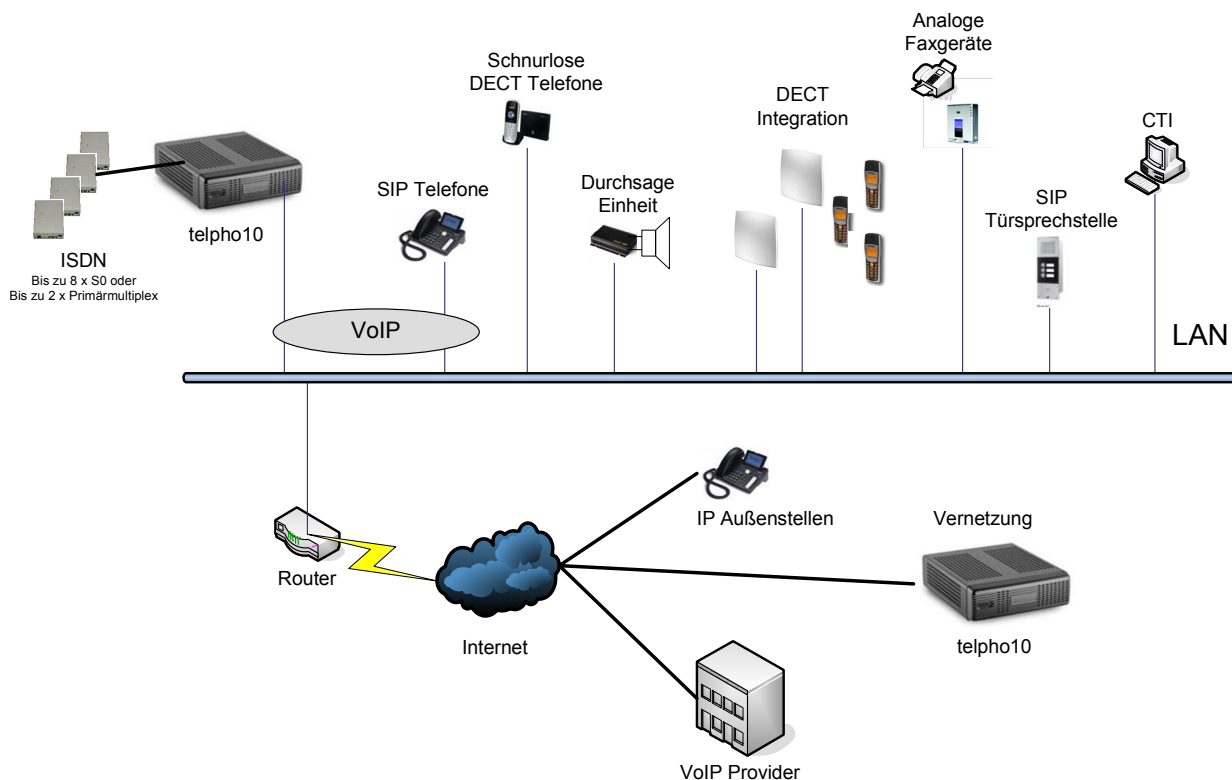 Analoge
Faxgeräte
Schnurlose
DECT Telefone
DECT
Integration
CTI
SIP Telefone
Durchsage
Einheit
SIP
Türsprechstelle
telpho10
ISDN
Bis zu 8 x S0 oder
Bis zu 2 x Primärmultiplex
VoIP
LAN
IP Außenstellen
Vernetzung
Router
Internet
telpho10
VoIP Provider